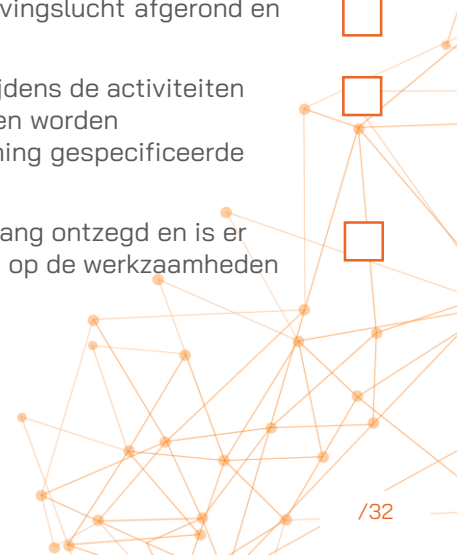 vingslucht afgerond en
jdens de activiteiten
en worden
ning gespecificeerde
ang ontzegd en is er
op de werkzaamheden
/32